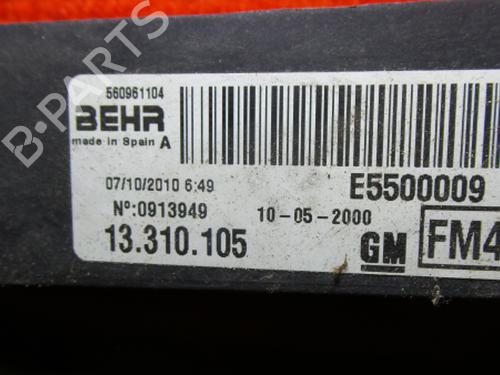 B-PARTS
560961104
BEHR
made in Spain A
07/10/2010 6:49
E5500009
Nº:0913949
10-05-2000
13.310.105
GM
FM4